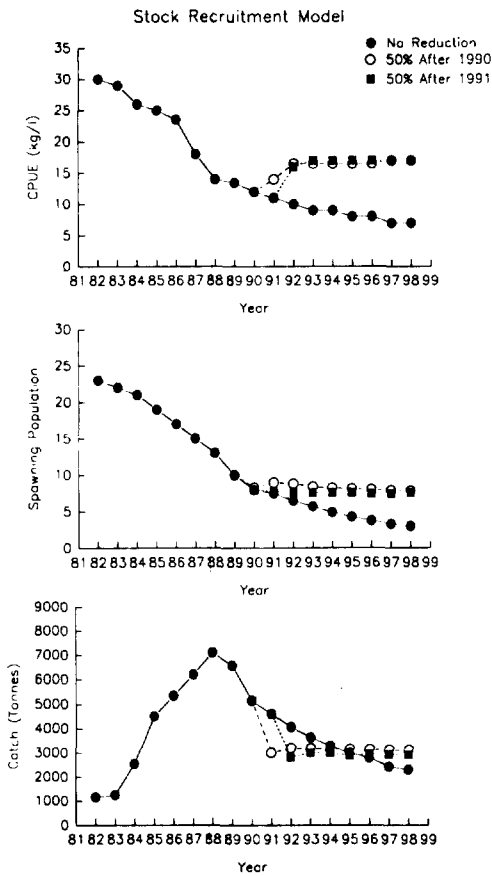 Stock Recruitment Model
No Reduction
50% After 1990
50% After 1991
CPUE (kg/l)
35
30
25
20
15
10
5
0
81 82 83 84 85 86 87 88 89 90 91 92 93 94 95 96 97 98 99
Year
Spawning Population
30
25
20
15
10
5
0
81 82 83 84 85 86 87 88 89 90 91 92 93 94 95 96 97 98 99
Year
Catch (Tonnes)
9000
8000
7000
6000
5000
4000
3000
2000
1000
0
81 82 83 84 85 86 87 88 89 90 91 92 93 94 95 96 97 98 99
Year